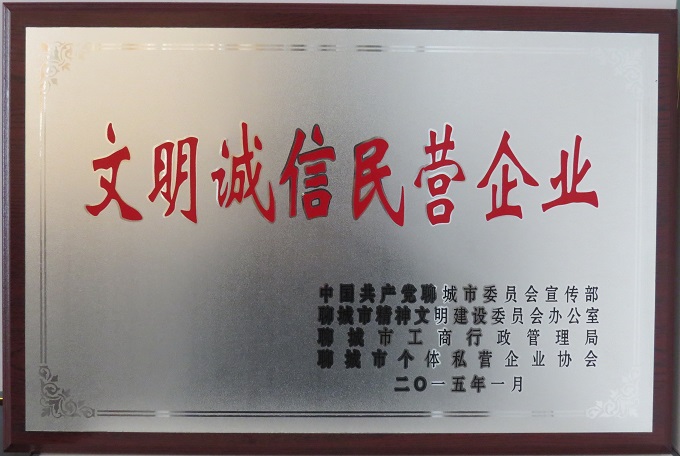 文明诚信民营企业
中国共产党聊城市委员会宣传部
聊城市精神文明建设委员会办公室
聊城市工商行政管理局
聊城市个体私营企业协会
二〇一五年一月